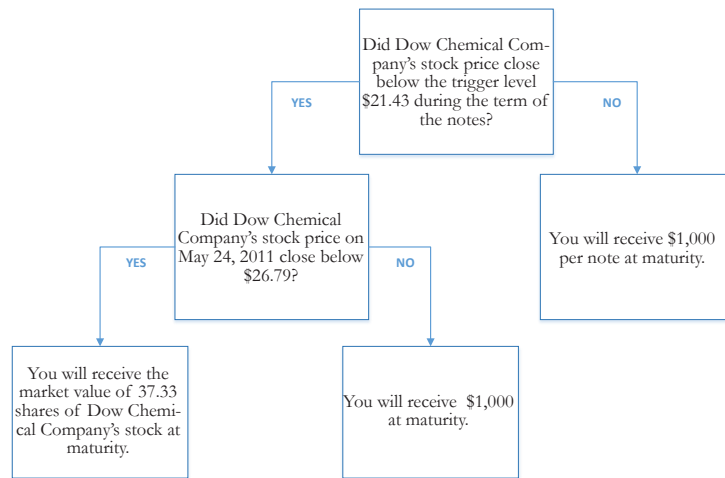 Did Dow Chemical Com-
pany's stock price close
below the trigger level
$21.43 during the term of
the notes?
YES
NO
Did Dow Chemical
Company's stock price on
May 24, 2011 close below
$26.79?
You will receive $1,000
per note at maturity.
YES
NO
You will receive the
market value of 37.33
shares of Dow Chemi-
cal Company's stock at
maturity.
You will receive $1,000
at maturity.